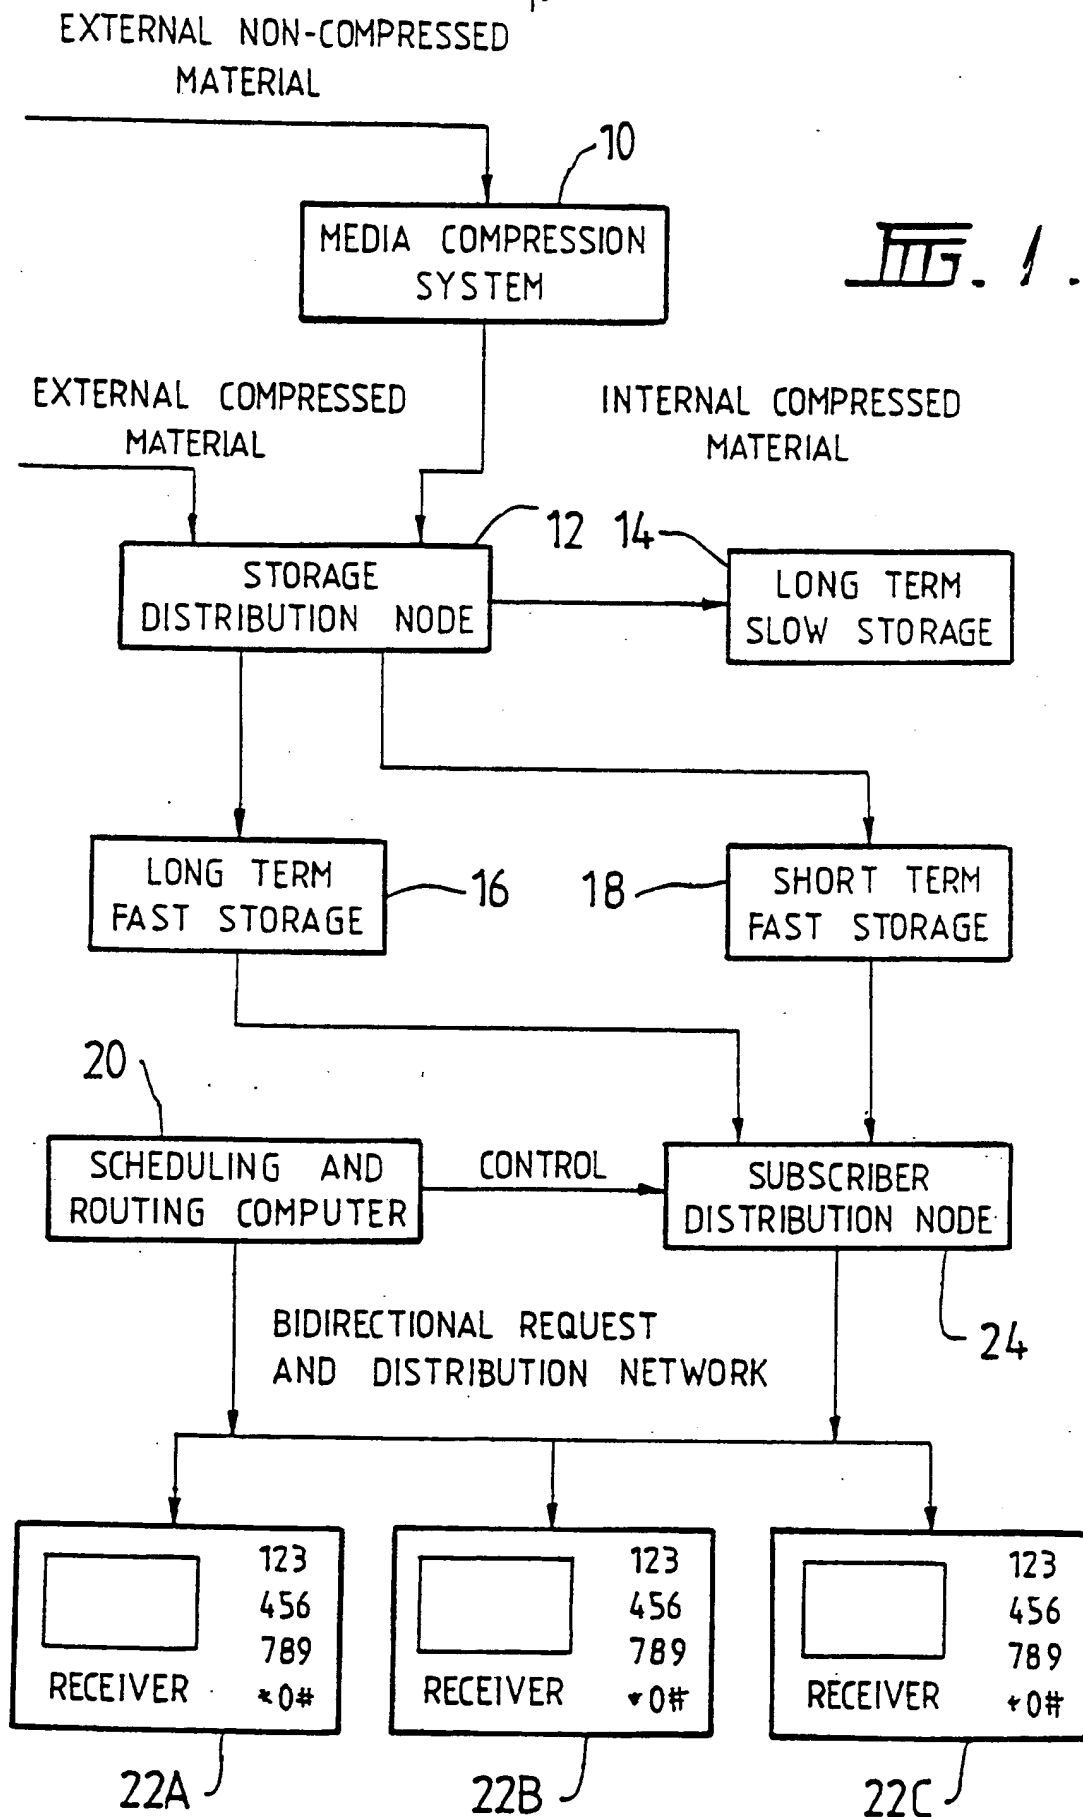 EXTERNAL NON-COMPRESSED
MATERIAL
10
MEDIA COMPRESSION
SYSTEM
FIG. 1.
EXTERNAL COMPRESSED
MATERIAL
INTERNAL COMPRESSED
MATERIAL
12
14
STORAGE
DISTRIBUTION NODE
LONG TERM
SLOW STORAGE
LONG TERM
FAST STORAGE
16
18
SHORT TERM
FAST STORAGE
20
SCHEDULING AND
ROUTING COMPUTER
CONTROL
SUBSCRIBER
DISTRIBUTION NODE
24
BIDIRECTIONAL REQUEST
AND DISTRIBUTION NETWORK
123
456
789
*0#
RECEIVER
123
456
789
*0#
RECEIVER
123
456
789
*0#
RECEIVER
22A
22B
22C